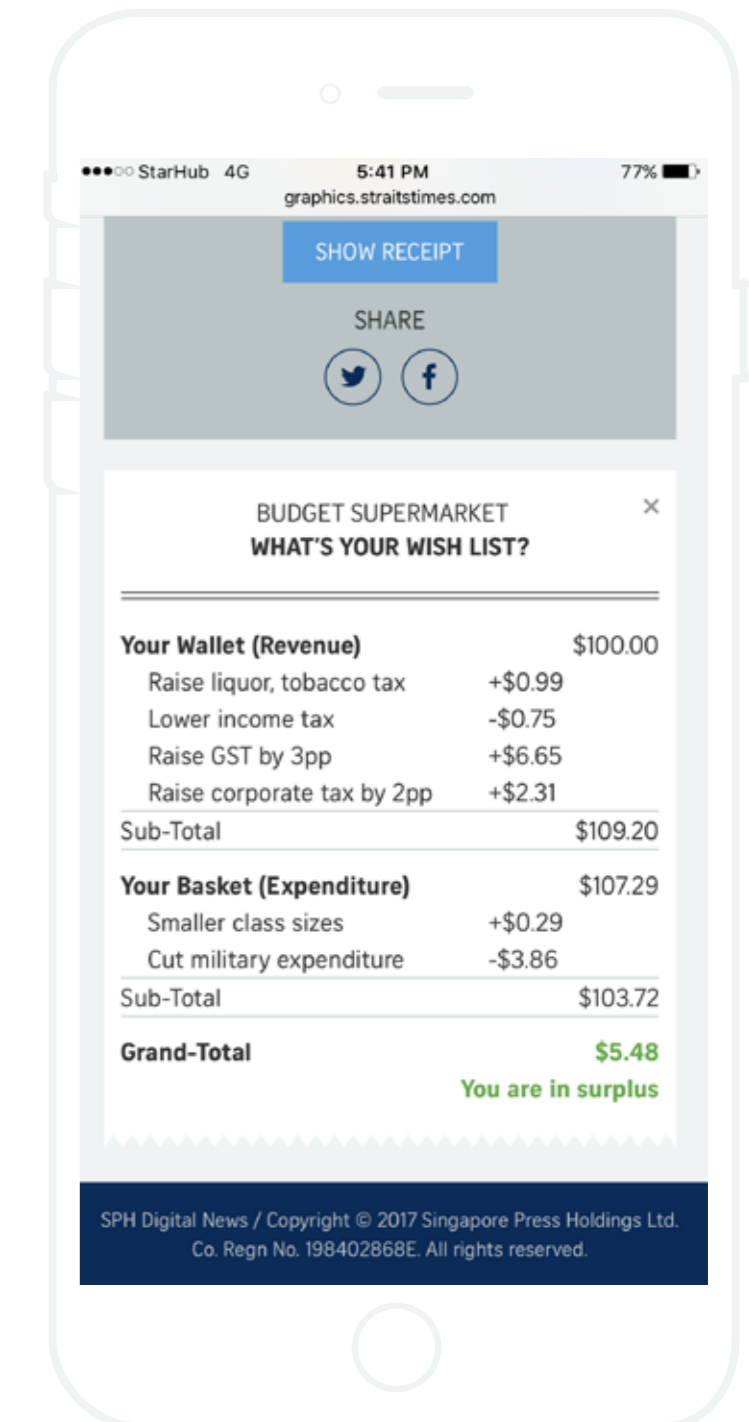 StarHub 4G 5:41 PM 77%
graphics.straitstimes.com
SHOW RECEIPT
SHARE
BUDGET SUPERMARKET ×
WHAT'S YOUR WISH LIST?
Your Wallet (Revenue) $100.00
Raise liquor, tobacco tax +$0.99
Lower income tax -$0.75
Raise GST by 3pp +$6.65
Raise corporate tax by 2pp +$2.31
Sub-Total $109.20
Your Basket (Expenditure) $107.29
Smaller class sizes +$0.29
Cut military expenditure -$3.86
Sub-Total $103.72
Grand-Total $5.48
You are in surplus
SPH Digital News / Copyright © 2017 Singapore Press Holdings Ltd.
Co. Regn No. 198402868E. All rights reserved.